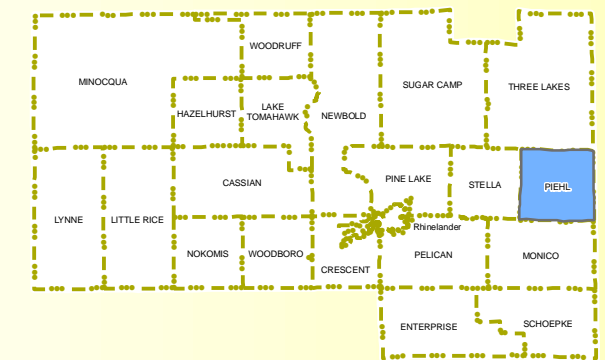 WOODRUFF
MINOCQUA
SUGAR CAMP
THREE LAKES
HAZELHURST
LAKE
TOMAHAWK
NEWBOLD
CASSIAN
PINE LAKE
STELLA
PIEHL
LYNNE
LITTLE RICE
Rhinelander
NOKOMIS
WOODBORO
CRESCENT
PELICAN
MONICO
ENTERPRISE
SCHOEPKE